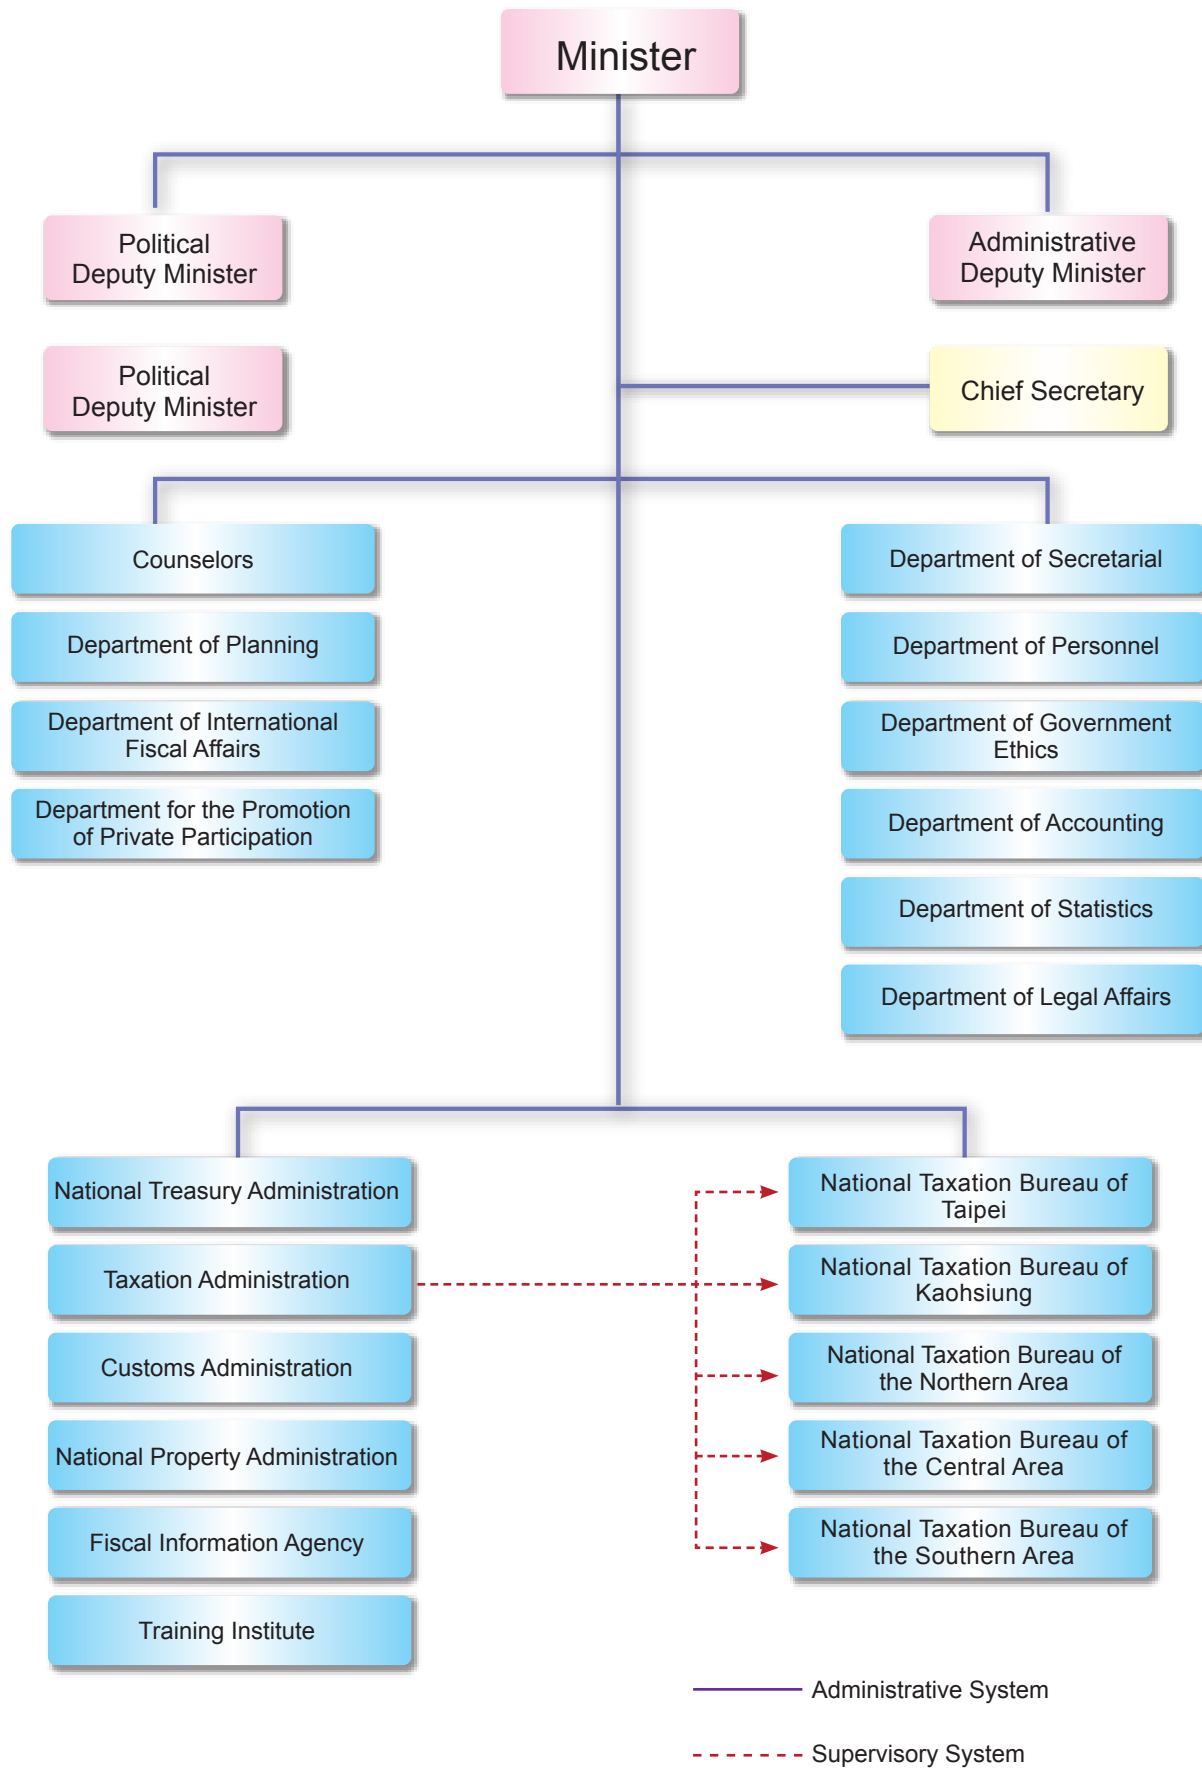 Minister
Political
Deputy Minister
Administrative
Deputy Minister
Political
Deputy Minister
Chief Secretary
Counselors
Department of Planning
Department of International
Fiscal Affairs
Department for the Promotion
of Private Participation
Department of Secretarial
Department of Personnel
Department of Government
Ethics
Department of Accounting
Department of Statistics
Department of Legal Affairs
National Treasury Administration
Taxation Administration
Customs Administration
National Property Administration
Fiscal Information Agency
Training Institute
National Taxation Bureau of
Taipei
National Taxation Bureau of
Kaohsiung
National Taxation Bureau of
the Northern Area
National Taxation Bureau of
the Central Area
National Taxation Bureau of
the Southern Area
Administrative System
Supervisory System